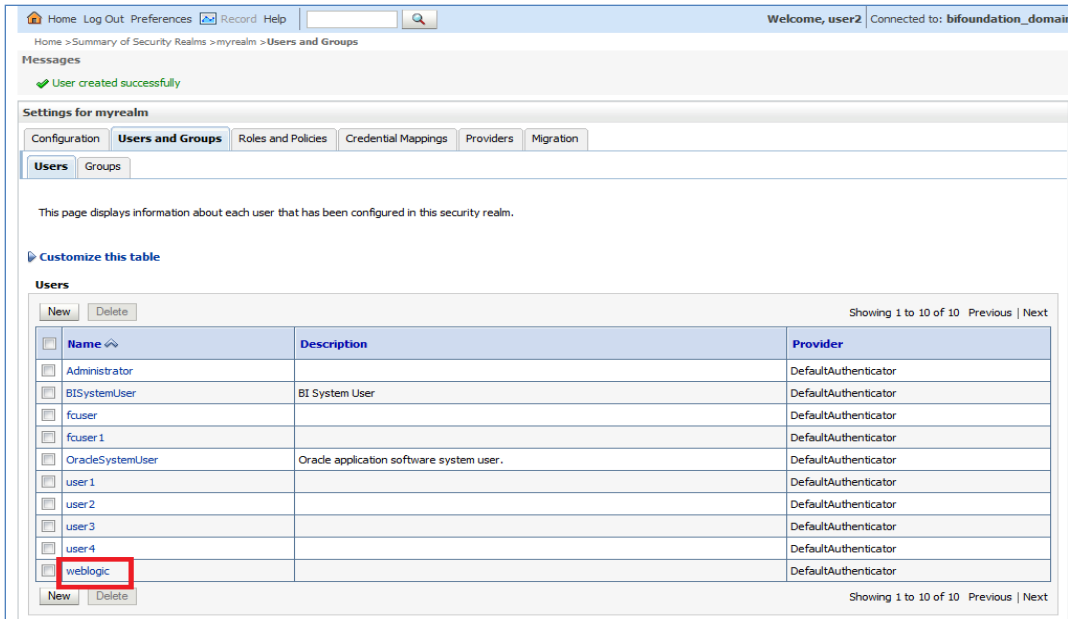 Home Log Out Preferences Record Help Welcome, user2 Connected to: bifoundation_domain
Home >Summary of Security Realms >myrealm >Users and Groups
Messages
User created successfully
Settings for myrealm
Configuration Users and Groups Roles and Policies Credential Mappings Providers Migration
Users Groups
This page displays information about each user that has been configured in this security realm.
Customize this table
Users
New Delete Showing 1 to 10 of 10 Previous | Next
Name Description Provider
Administrator DefaultAuthenticator
BISystemUser BI System User DefaultAuthenticator
fcuser DefaultAuthenticator
fcuser1 DefaultAuthenticator
OracleSystemUser Oracle application software system user. DefaultAuthenticator
user1 DefaultAuthenticator
user2 DefaultAuthenticator
user3 DefaultAuthenticator
user4 DefaultAuthenticator
weblogic DefaultAuthenticator
New Delete Showing 1 to 10 of 10 Previous | Next